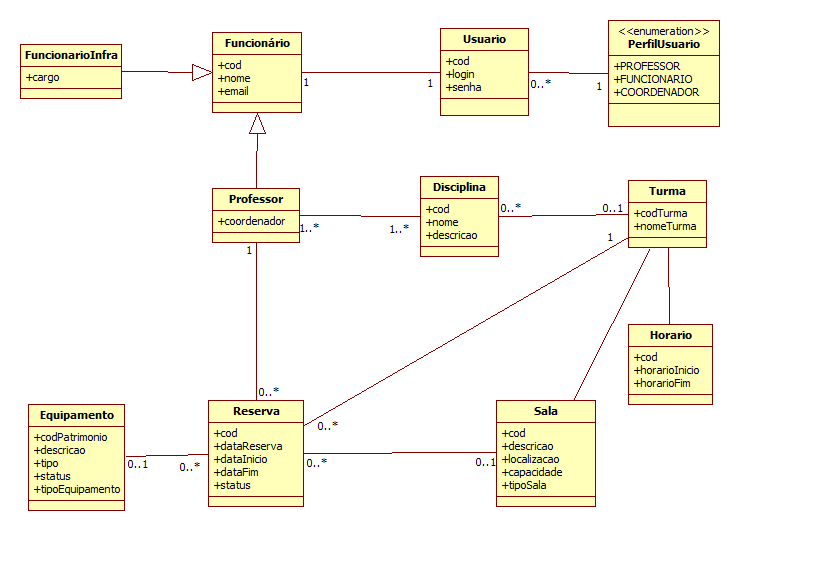 FuncionarioInfra
+cargo
Funcionário
+cod
+nome
+email
1
1
Usuario
+cod
+login
+senha
0..*
1
<<enumeration>>
PerfilUsuario
+PROFESSOR
+FUNCIONARIO
+COORDENADOR
Professor
+coordenador
1..*
1..*
1
Disciplina
+cod
+nome
+descricao
0..*
0..1
Turma
+codTurma
+nomeTurma
1
Horario
+cod
+horarioInicio
+horarioFim
Equipamento
+codPatrimonio
+descricao
+tipo
+status
+tipoEquipamento
0..1
0..*
0..*
Reserva
+cod
+dataReserva
+dataInicio
+dataFim
+status
0..*
0..*
0..1
Sala
+cod
+descricao
+localizacao
+capacidade
+tipoSala